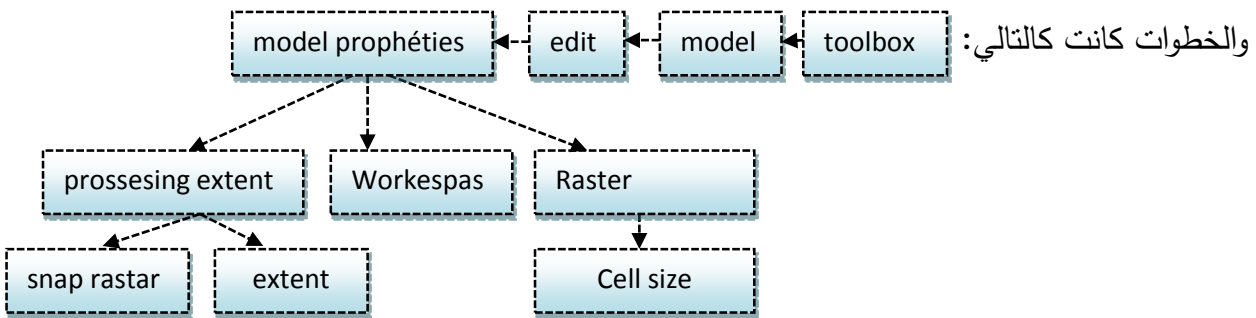 والخطوات كانت كالتالي: toolbox model edit model prophéties
prossesing extent Workespas Raster
snap rastar extent Cell size